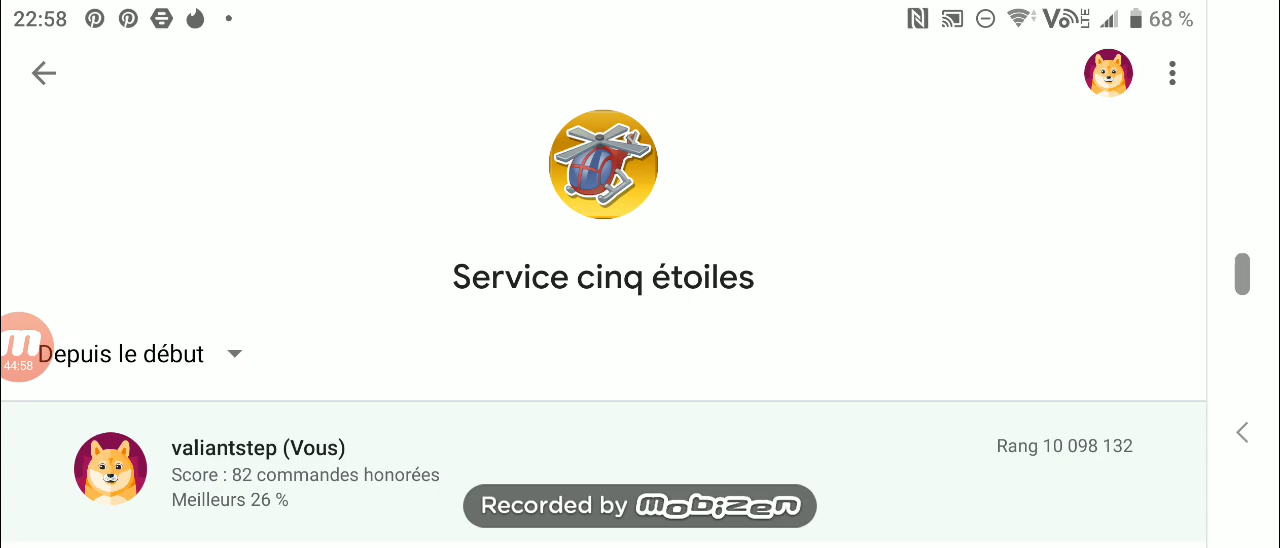 22:58
LTE 68 %
Service cinq étoiles
44:58
Depuis le début
valiantstep (Vous)
Rang 10 098 132
Score : 82 commandes honorées
Meilleurs 26 %
Recorded by mobizen